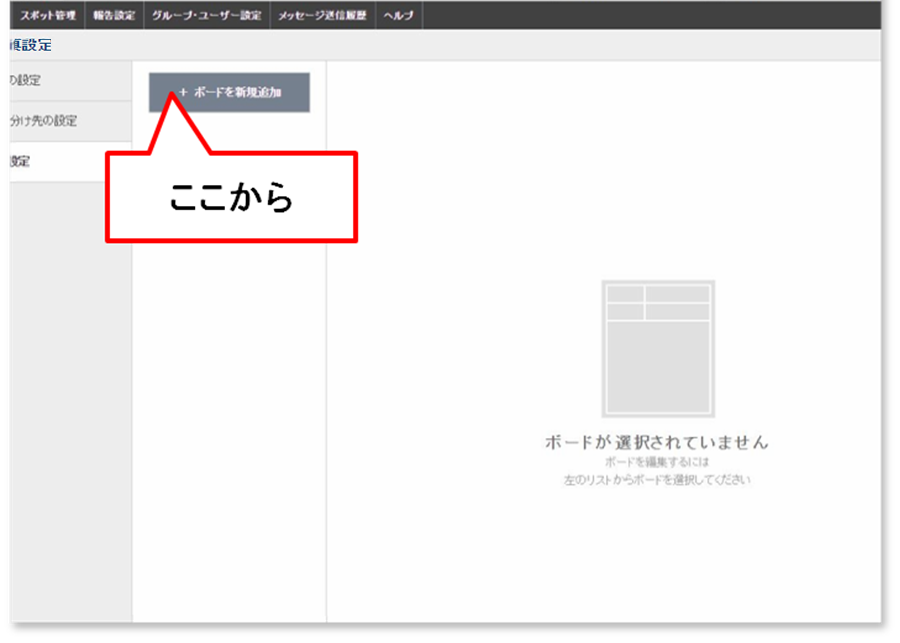 スポット管理 報告設定 グループ・ユーザー設定 メッセージ送信履歴 ヘルプ
設定
の設定
＋ ボードを新規追加
分け先の設定
設定
ここから
ボードが選択されていません
ボードを編集するには
左のリストからボードを選択してください